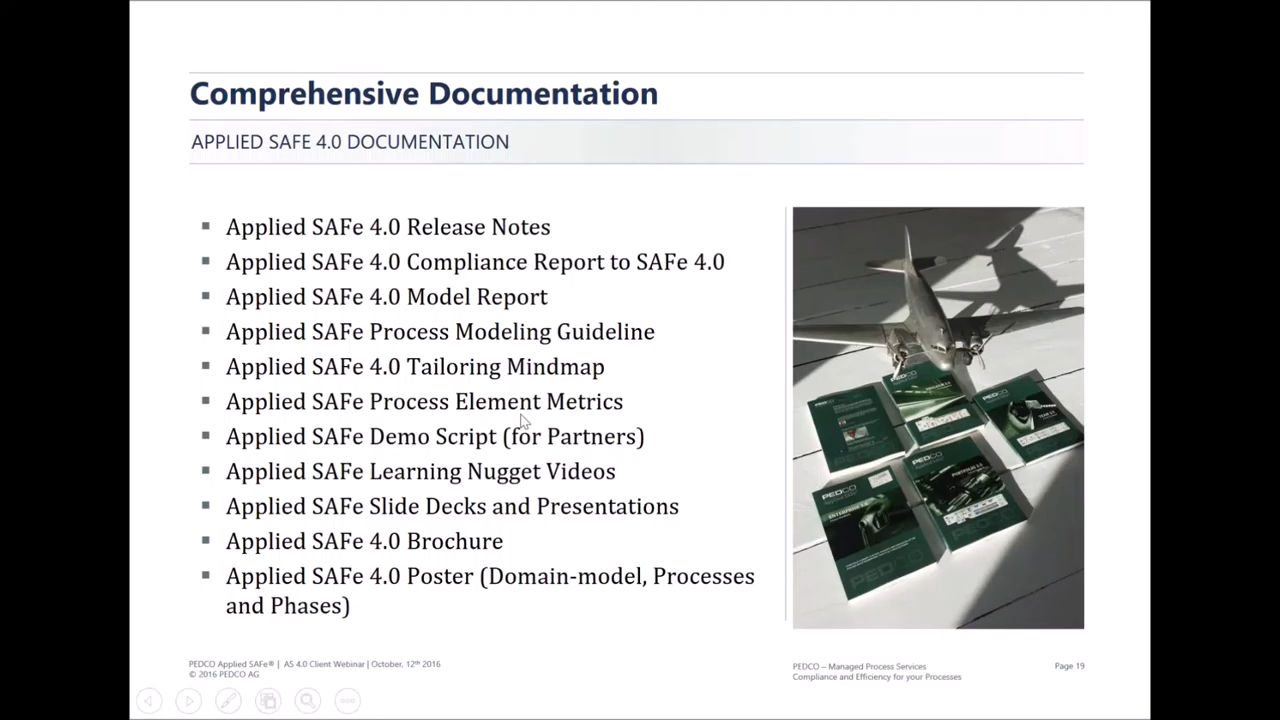 Comprehensive Documentation
APPLIED SAFE 4.0 DOCUMENTATION
Applied SAFe 4.0 Release Notes
Applied SAFe 4.0 Compliance Report to SAFe 4.0
Applied SAFe 4.0 Model Report
Applied SAFe Process Modeling Guideline
Applied SAFe 4.0 Tailoring Mindmap
Applied SAFe Process Element Metrics
Applied SAFe Demo Script (for Partners)
Applied SAFe Learning Nugget Videos
Applied SAFe Slide Decks and Presentations
Applied SAFe 4.0 Brochure
Applied SAFe 4.0 Poster (Domain-model, Processes
and Phases)
PEDCO
PEDCO
PEDCO
PEDCO
PEDCO
PEDCO Applied SAFe® | AS 4.0 Client Webinar | October, 12th 2016
© 2016 PEDCO AG
PEDCO – Managed Process Services
Compliance and Efficiency for your Processes
Page 19